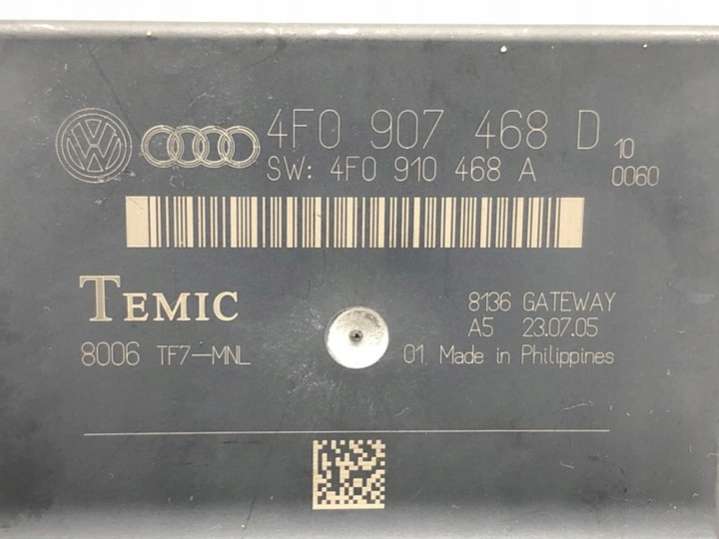 4F0 907 468 D
10
SW: 4F0 910 468 A
0060
TEMIC
8136 GATEWAY
A5 23.07.05
8006 TF7-MNL
01 Made in Philippines